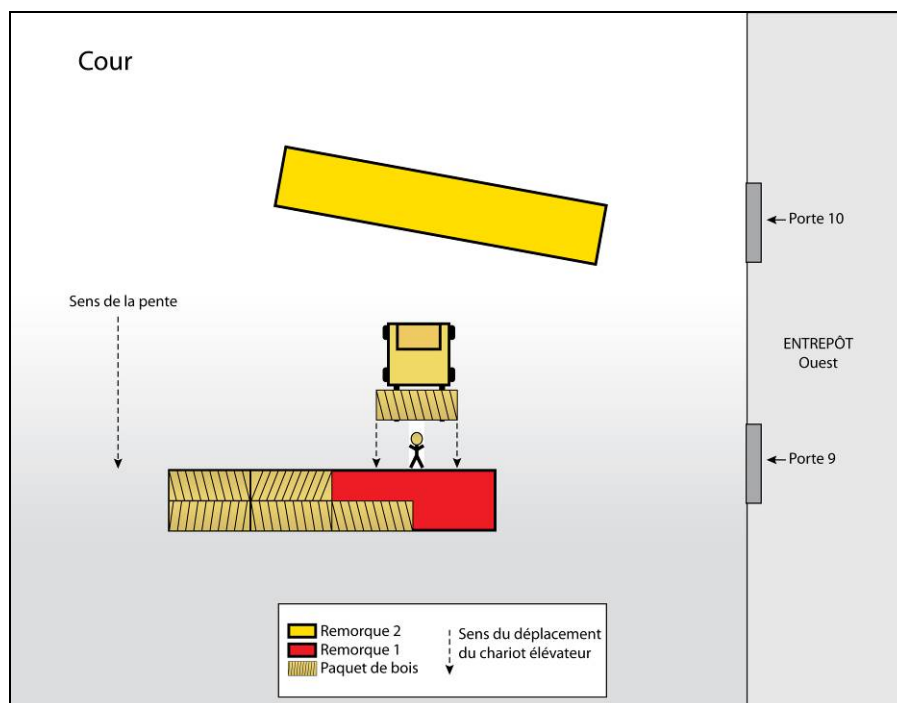 Cour
Porte 10
Sens de la pente
ENTREPÔT
Ouest
Porte 9
Remorque 2
Remorque 1
Paquet de bois
Sens du déplacement
du chariot élévateur